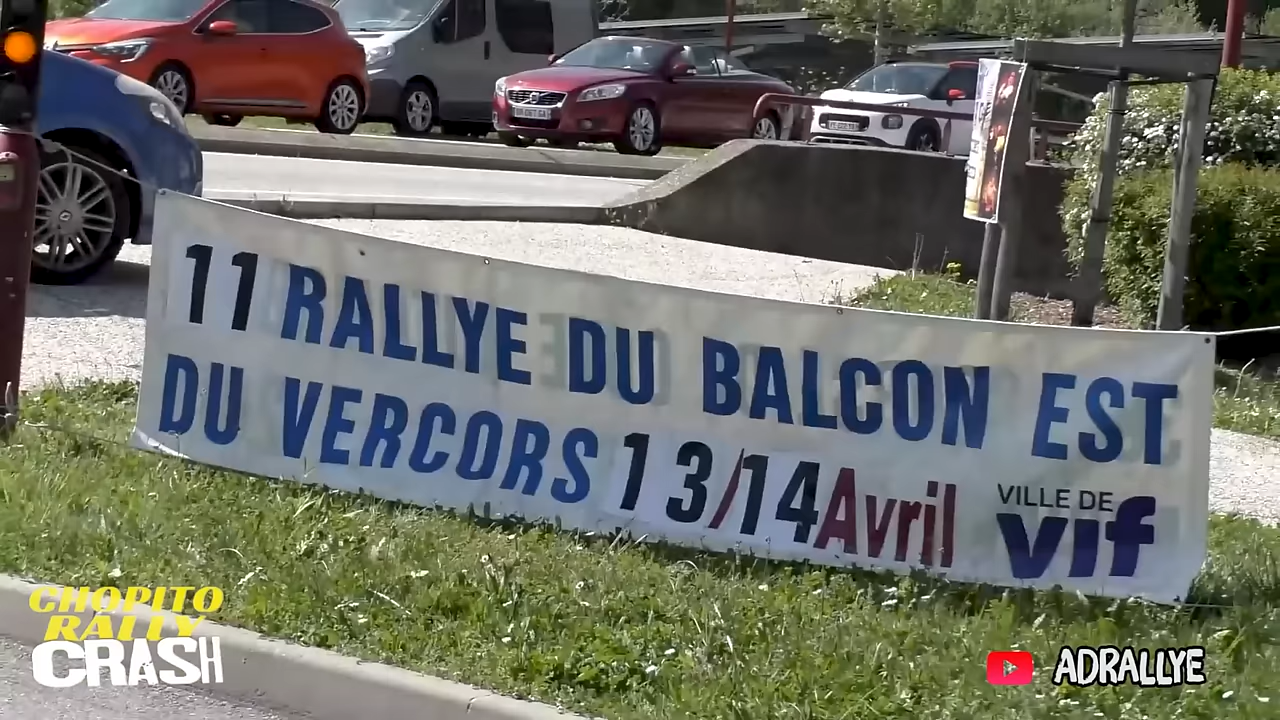 11 RALLYE DU BALCON EST
DU VERCORS 13/14 Avril
VILLE DE
vif
CHOPITO
RALLY
CRASH
ADRALLYE